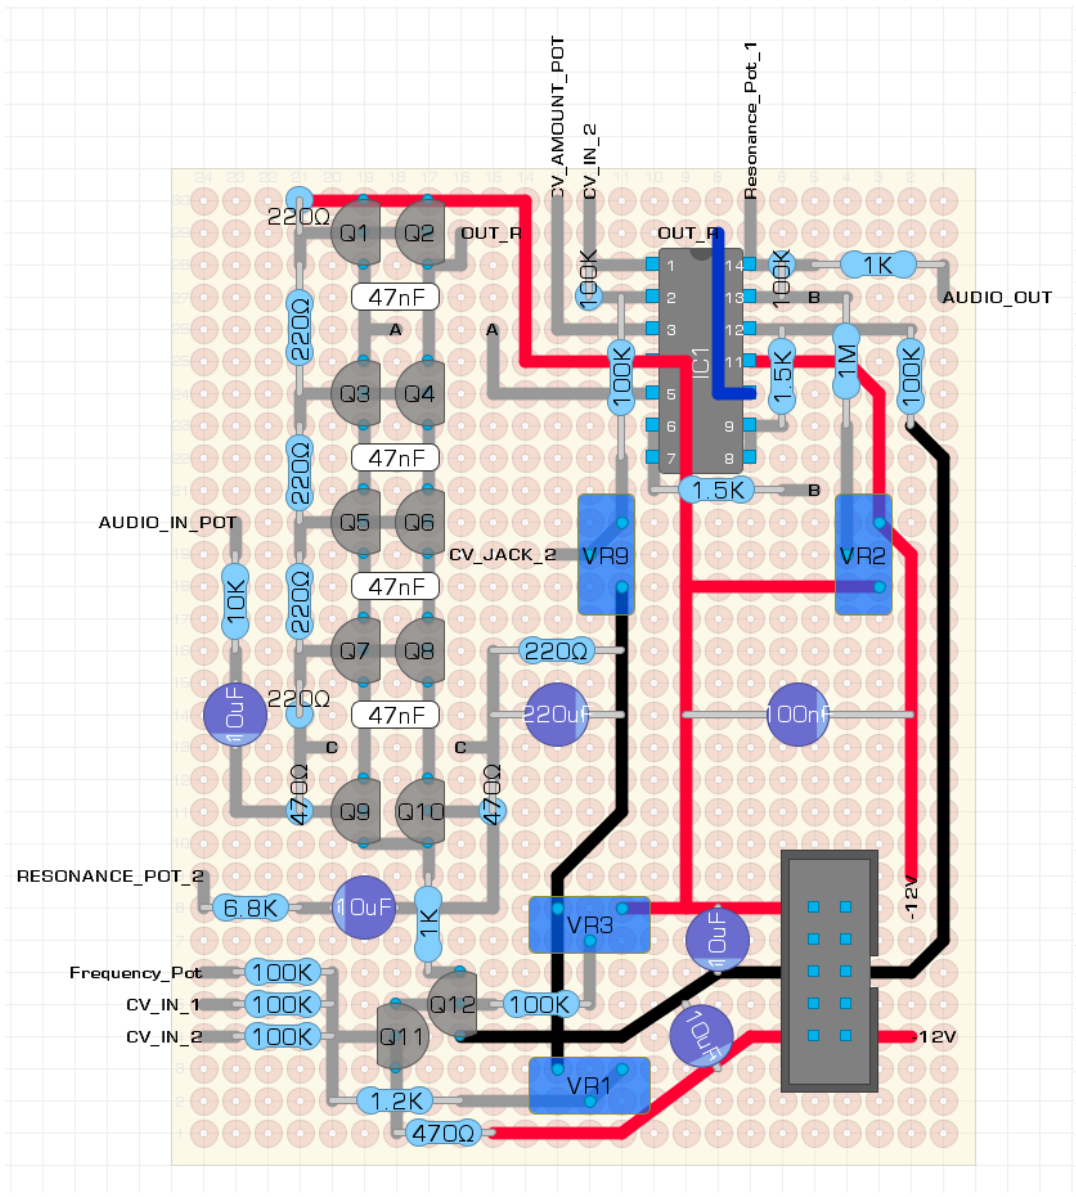 CV_AMOUNT_POT
CV_IN_2
Resonance_Pot_1
220Ω
Q1
Q2
OUT_R
OUT_R
100K
1
2
3
5
6
7
14
13
12
11
9
8
IC1
100K
1K
B
AUDIO_OUT
47nF
A
A
220Ω
100K
1.5K
1M
100K
Q3
Q4
47nF
220Ω
1.5K
B
AUDIO_IN_POT
Q5
Q6
CV_JACK_2
VR9
VR2
10K
220Ω
47nF
Q7
Q8
220Ω
10uF
220Ω
47nF
220uF
100nF
C
C
470Ω
Q9
Q10
470Ω
RESONANCE_POT_2
6.8K
10uF
1K
VR3
10uF
-12V
Frequency_Pot
100K
CV_IN_1
100K
Q12
100K
CV_IN_2
100K
Q11
10uF
-12V
VR1
1.2K
470Ω